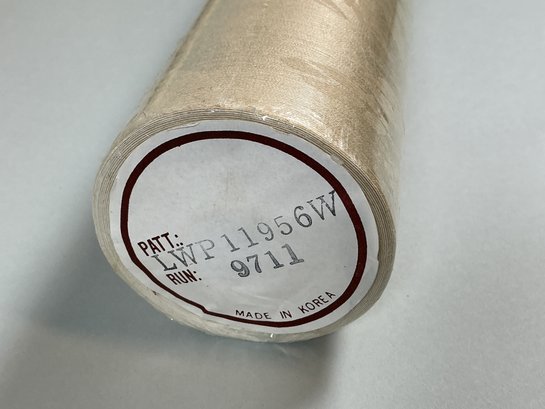 PATT.: LWP11956W
RUN: 9711
MADE IN KOREA